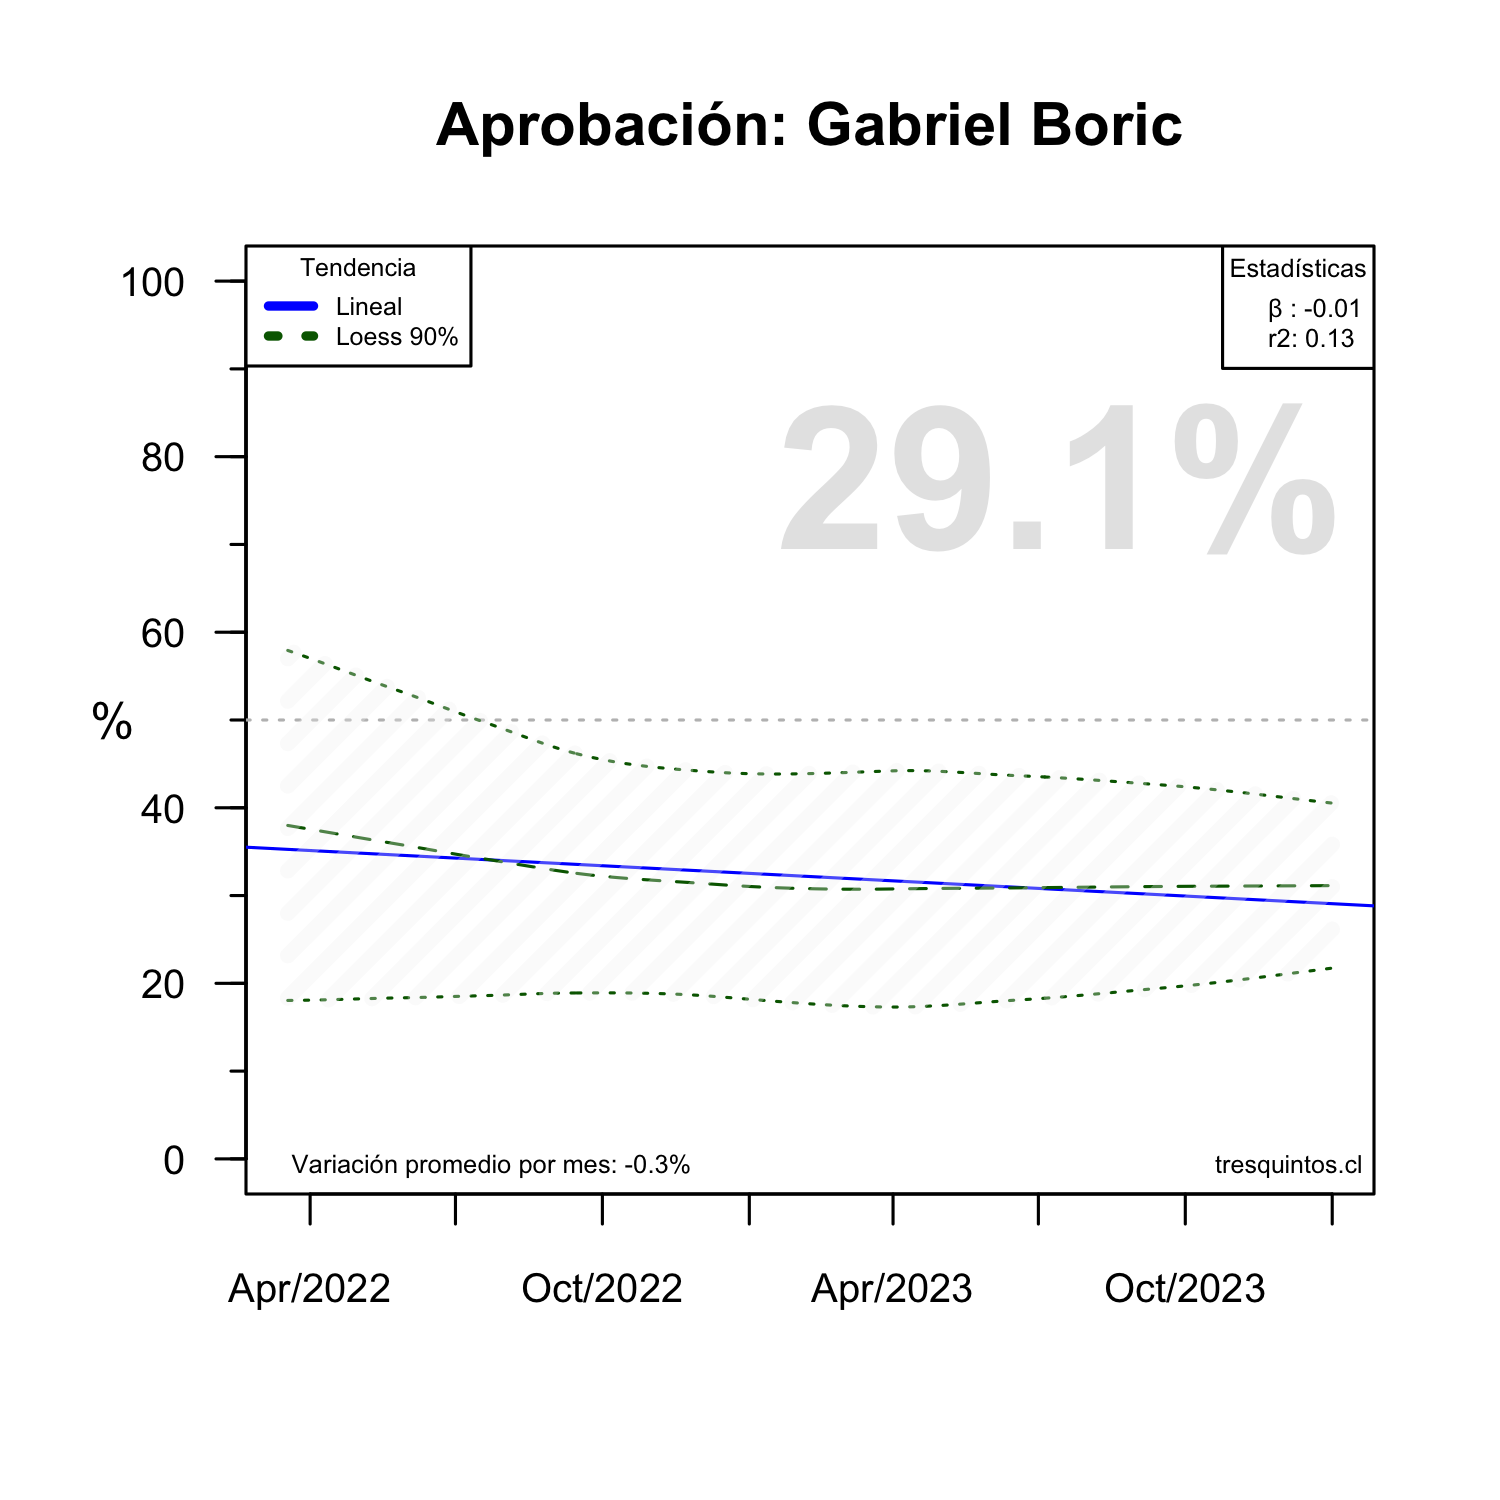 Aprobación: Gabriel Boric
Tendencia
Lineal
Loess 90%
Estadísticas
β : -0.01
r2: 0.13
29.1%
100
80
60
%
40
20
0
Variación promedio por mes: -0.3%
tresquintos.cl
Apr/2022 Oct/2022 Apr/2023 Oct/2023